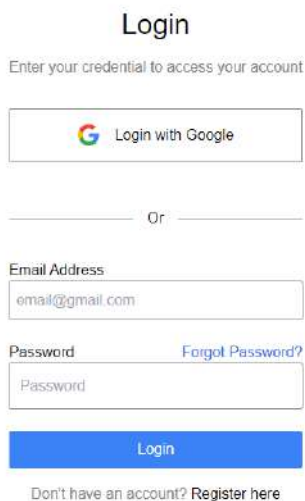 Login
Enter your credential to access your account
Login with Google
Or
Email Address
email@gmail.com
Password Forgot Password?
Password
Login
Don't have an account? Register here